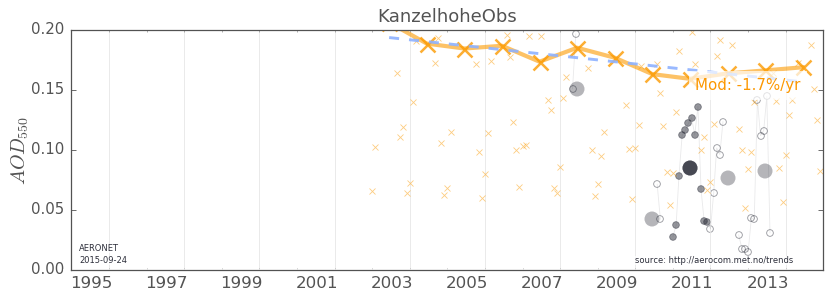 KanzelhoheObs
0.20
0.15
0.10
0.05
0.00
AOD550
Mod: -1.7%/yr
AERONET
2015-09-24
source: http://aerocom.met.no/trends
1995 1997 1999 2001 2003 2005 2007 2009 2011 2013